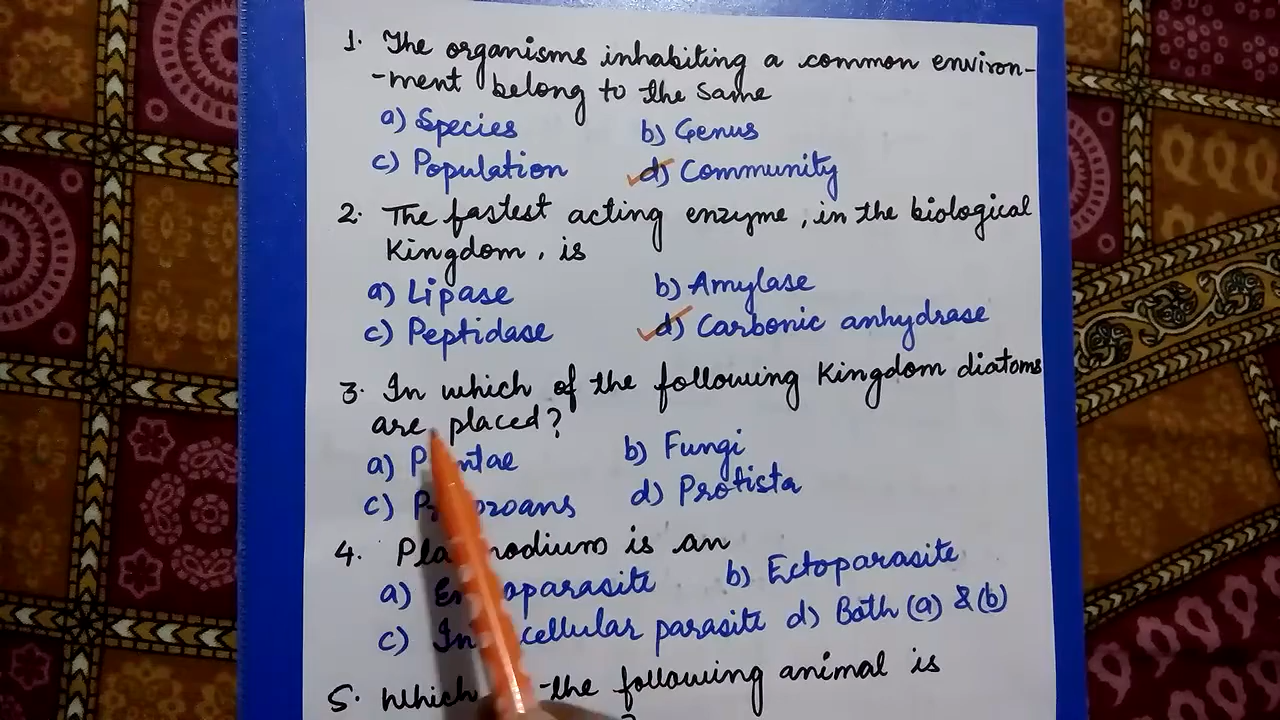 1. The organisms inhabiting a common environ-
-ment belong to the same
a) Species b) Genus
c) Population d) Community
2. The fastest acting enzyme, in the biological
Kingdom, is
a) Lipase b) Amylase
c) Peptidase d) Carbonic anhydrase
3. In which of the following Kingdom diatoms
are placed?
a) b) Fungi
c) d) Protista
4. is an
a) b) Ectoparasite
c) parasite d) Both (a) & (b)
5. Which the following animal is